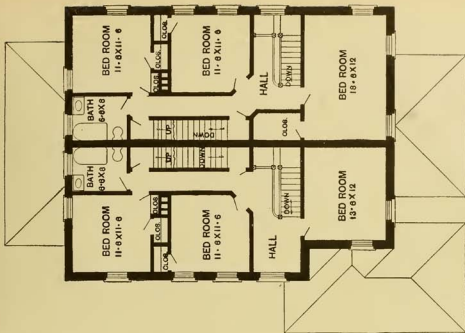 BED ROOM
11-6X11-6
CLOS.
CLOS.
BED ROOM
11-6X11-6
HALL
DOWN
BED ROOM
18-6X12
BATH
6-6X8
UP
DOWN
CLOS.
BATH
6-6X8
UP
DOWN
DOWN
BED ROOM
13-6X12
BED ROOM
11-6X11-6
CLOS.
CLOS.
CLOS.
BED ROOM
11-6X11-6
HALL